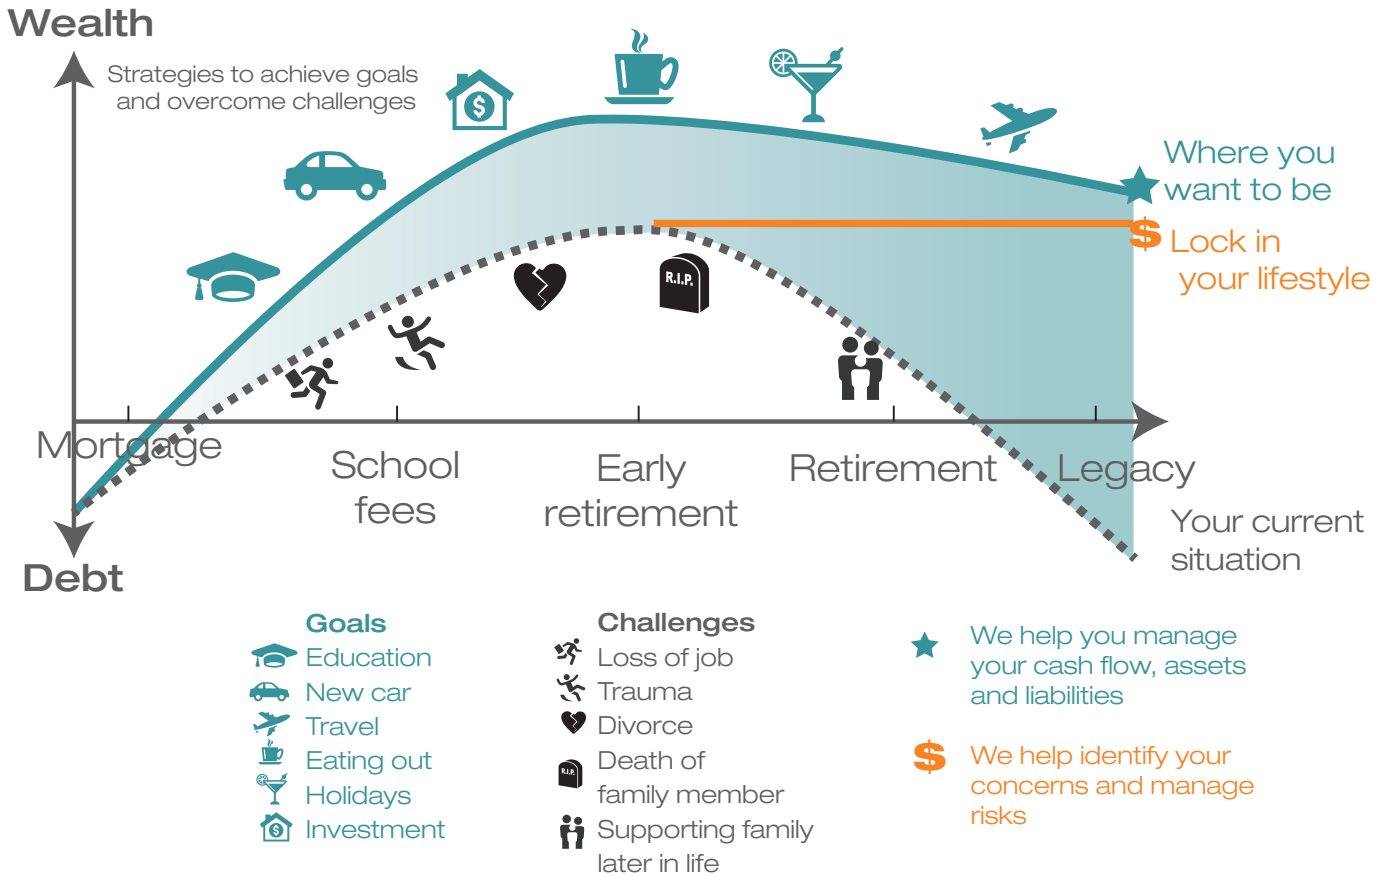 Wealth
Strategies to achieve goals
and overcome challenges
Where you
want to be
$
$
Lock in
your lifestyle
R.I.P.
Mortgage
School
fees
Early
retirement
Retirement
Legacy
Your current
situation
Debt
Goals
Education
New car
Travel
Eating out
Holidays
$
Investment
Challenges
Loss of job
Trauma
Divorce
R.I.P.
Death of
family member
Supporting family
later in life
We help you manage
your cash flow, assets
and liabilities
$
We help identify your
concerns and manage
risks